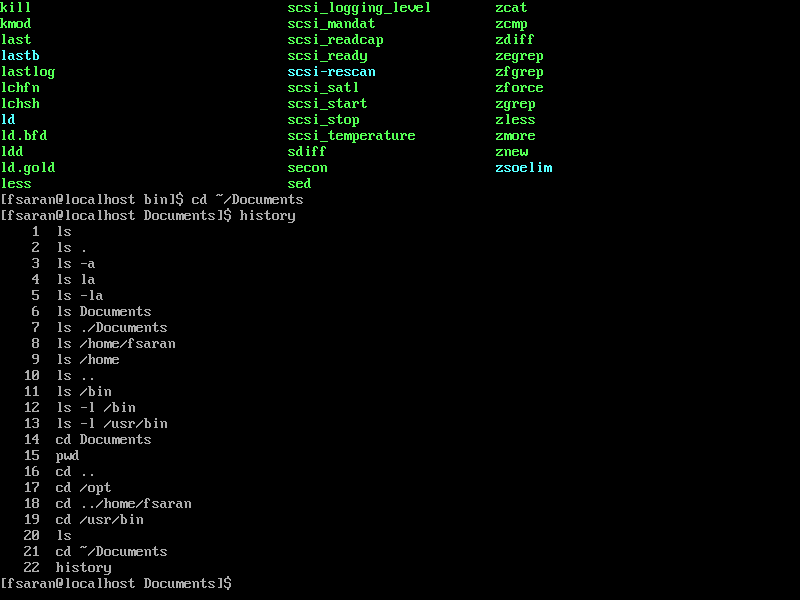 kill scsi_logging_level zcat
kmod scsi_mandat zcmp
last scsi_readcap zdiff
lastb scsi_ready zegrep
lastlog scsi-rescan zfgrep
lchfn scsi_satl zforce
lchsh scsi_start zgrep
ld scsi_stop zless
ld.bfd scsi_temperature zmore
ldd sdiff znew
ld.gold secon zsoelim
less sed
[fsaran@localhost bin]$ cd ~/Documents
[fsaran@localhost Documents]$ history
1 ls
2 ls .
3 ls -a
4 ls la
5 ls -la
6 ls Documents
7 ls ./Documents
8 ls /home/fsaran
9 ls /home
10 ls ..
11 ls /bin
12 ls -l /bin
13 ls -l /usr/bin
14 cd Documents
15 pwd
16 cd ..
17 cd /opt
18 cd ../home/fsaran
19 cd /usr/bin
20 ls
21 cd ~/Documents
22 history
[fsaran@localhost Documents]$